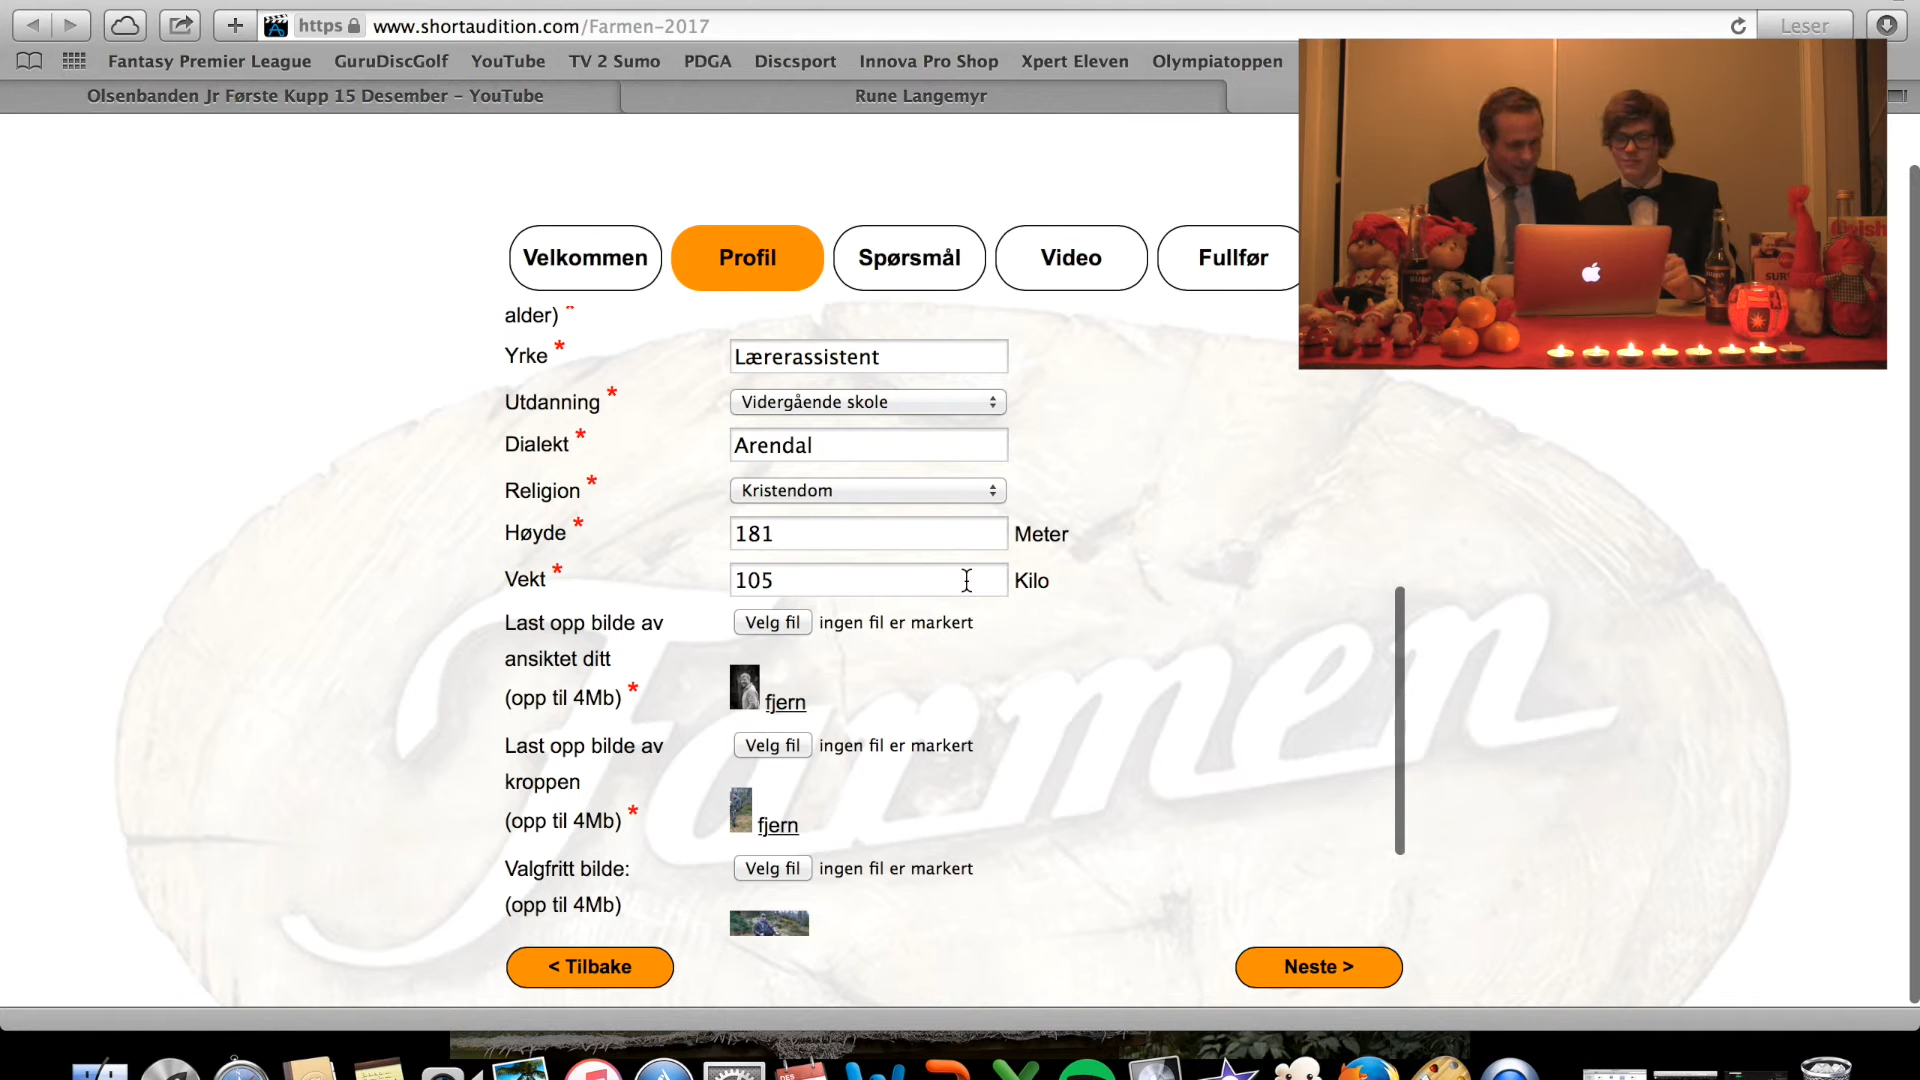 https www.shortaudition.com/Farmen-2017
Leser
Fantasy Premier League GuruDiscGolf YouTube TV 2 Sumo PDGA Discsport Innova Pro Shop Xpert Eleven Olympiatoppen
Olsenbanden Jr Første Kupp 15 Desember – YouTube
Rune Langemyr
Velkommen Profil Spørsmål Video Fullfør
alder) *
Yrke * Lærerassistent
Utdanning * Vidergående skole
Dialekt * Arendal
Religion * Kristendom
Høyde * 181 Meter
Vekt * 105 Kilo
Last opp bilde av Velg fil ingen fil er markert
ansiktet ditt
(opp til 4Mb) * fjern
Last opp bilde av Velg fil ingen fil er markert
kroppen
(opp til 4Mb) * fjern
Valgfritt bilde: Velg fil ingen fil er markert
(opp til 4Mb)
Farmen
< Tilbake Neste >